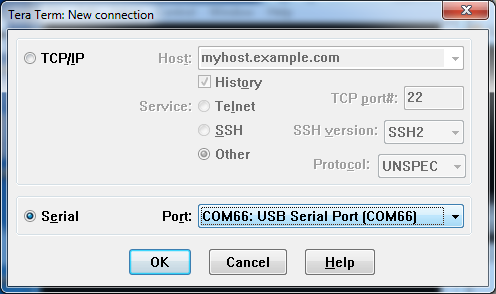 Tera Term: New connection
TCP/IP Host: myhost.example.com
History
Service: Telnet TCP port#: 22
SSH SSH version: SSH2
Other Protocol: UNSPEC
Serial Port: COM66: USB Serial Port (COM66)
OK Cancel Help